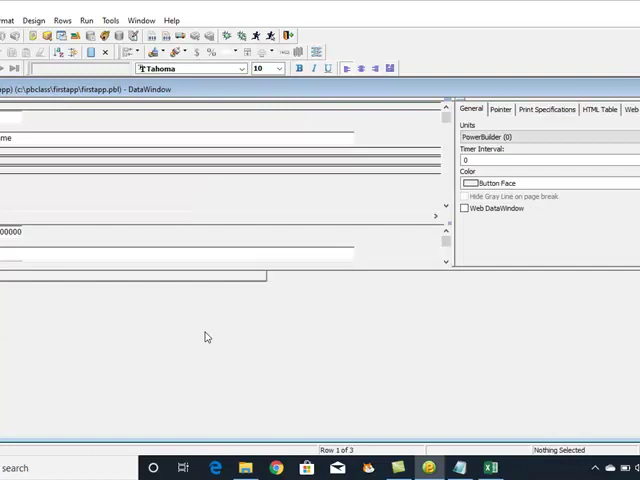 rmat Design Rows Run Tools Window Help
Tahoma 10 B I U
app) (c:\pbclass\firstapp\firstapp.pbl) - DataWindow
General Pointer Print Specifications HTML Table Web
ame
Units
PowerBuilder (0)
Timer Interval:
0
Color
Button Face
Hide Gray Line on page break
Web DataWindow
00000
Row 1 of 3 Nothing Selected
search